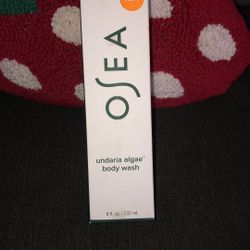 OSEA
undaria algae™
body wash
8 fl. oz. / 237 mL